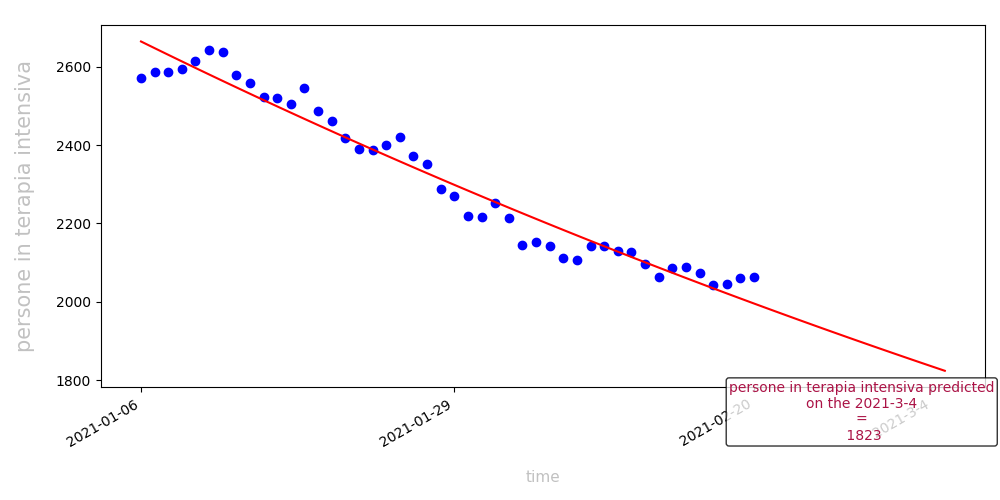 persone in terapia intensiva
2600
2400
2200
2000
1800
2021-01-06
2021-01-29
2021-02-20
2021-3-4
persone in terapia intensiva predicted
on the 2021-3-4
=
1823
time